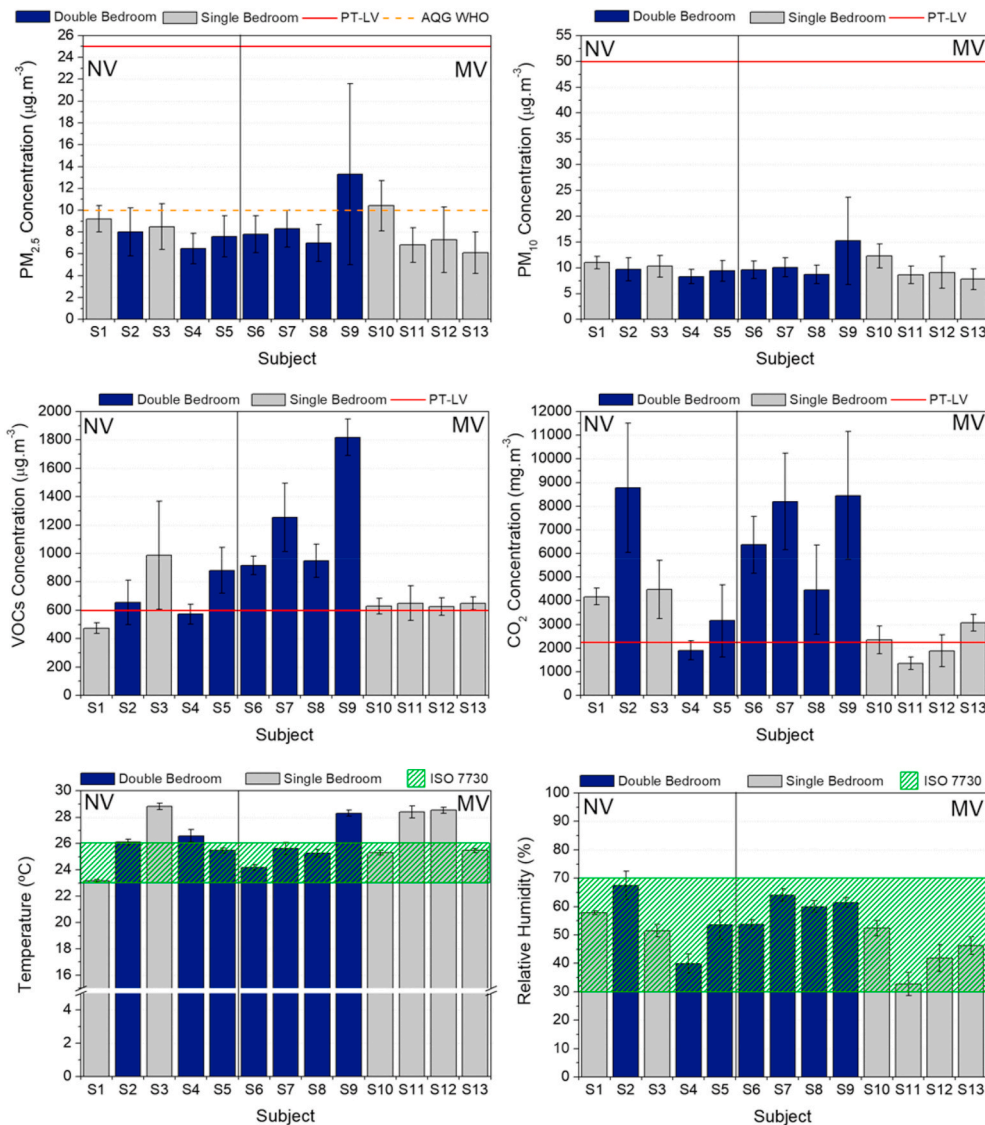 Double Bedroom Single Bedroom PT-LV AQG WHO
NV MV
26
24
22
20
18
16
14
12
10
8
6
4
2
0
PM2.5 Concentration (µg.m-3)
S1 S2 S3 S4 S5 S6 S7 S8 S9 S10 S11 S12 S13
Subject
Double Bedroom Single Bedroom PT-LV
NV MV
55
50
45
40
35
30
25
20
15
10
5
0
PM10 Concentration (µg.m-3)
S1 S2 S3 S4 S5 S6 S7 S8 S9 S10 S11 S12 S13
Subject
Double Bedroom Single Bedroom PT-LV
NV MV
2000
1800
1600
1400
1200
1000
800
600
400
200
0
VOCs Concentration (µg.m-3)
S1 S2 S3 S4 S5 S6 S7 S8 S9 S10 S11 S12 S13
Subject
Double Bedroom Single Bedroom PT-LV
NV MV
12000
11000
10000
9000
8000
7000
6000
5000
4000
3000
2000
1000
0
CO2 Concentration (mg.m-3)
S1 S2 S3 S4 S5 S6 S7 S8 S9 S10 S11 S12 S13
Subject
Double Bedroom Single Bedroom ISO 7730
NV MV
30
28
26
24
22
20
18
16
4
2
0
Temperature (ºC)
S1 S2 S3 S4 S5 S6 S7 S8 S9 S10 S11 S12 S13
Subject
Double Bedroom Single Bedroom ISO 7730
NV MV
100
90
80
70
60
50
40
30
20
10
0
Relative Humidity (%)
S1 S2 S3 S4 S5 S6 S7 S8 S9 S10 S11 S12 S13
Subject